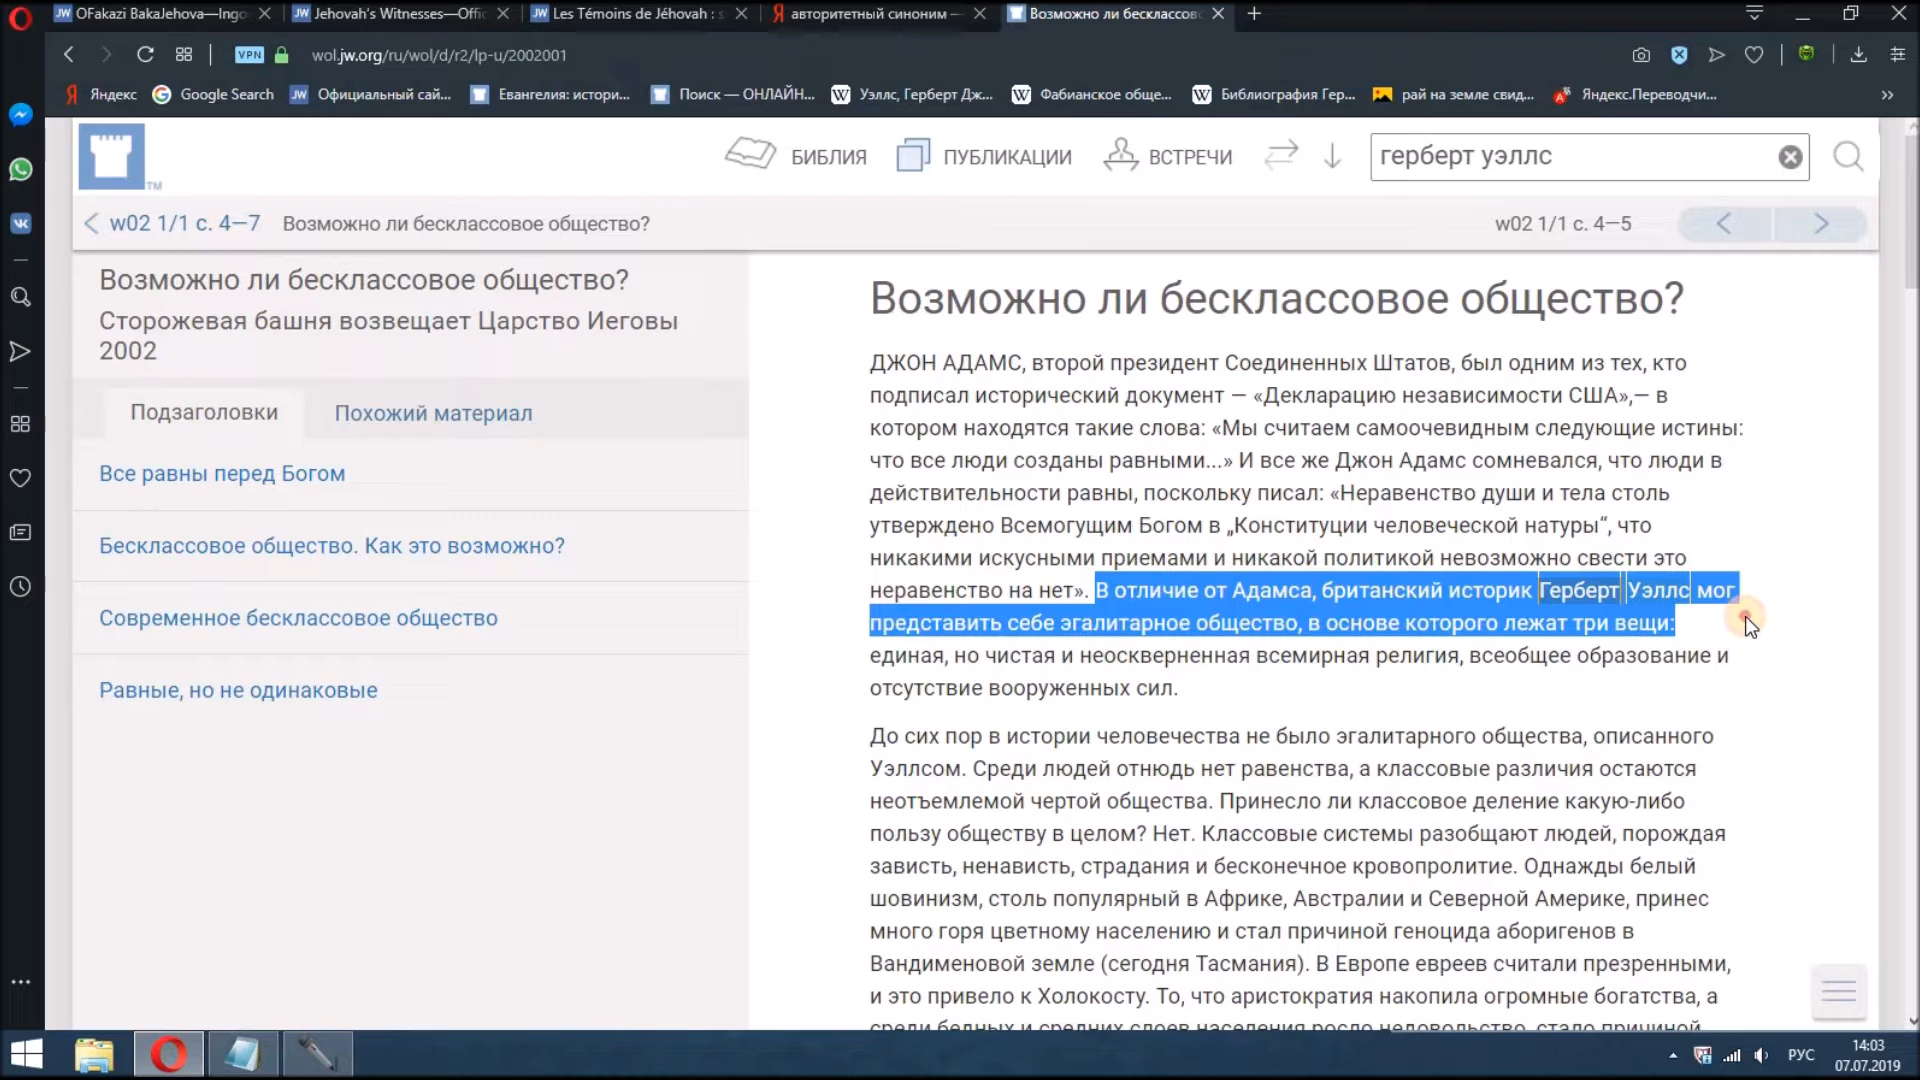 OFakazi BakaJehova—Ingo
Jehovah's Witnesses—Offic
Les Témoins de Jéhovah : s
авторитетный синоним —
Возможно ли бесклассово
VPN
wol.jw.org/ru/wol/d/r2/lp-u/2002001
Яндекс
Google Search
Официальный сай...
Евангелия: истори...
Поиск — ОНЛАЙН...
Уэллс, Герберт Дж...
Фабианское обще...
Библиография Гер...
рай на земле свид...
Яндекс.Переводчи...
БИБЛИЯ
ПУБЛИКАЦИИ
ВСТРЕЧИ
герберт уэллс
TM
w02 1/1 с. 4—7 Возможно ли бесклассовое общество?
w02 1/1 с. 4—5
Возможно ли бесклассовое общество?
Сторожевая башня возвещает Царство Иеговы
2002
Подзаголовки
Похожий материал
Все равны перед Богом
Бесклассовое общество. Как это возможно?
Современное бесклассовое общество
Равные, но не одинаковые
Возможно ли бесклассовое общество?
ДЖОН АДАМС, второй президент Соединенных Штатов, был одним из тех, кто
подписал исторический документ — «Декларацию независимости США»,— в
котором находятся такие слова: «Мы считаем самоочевидным следующие истины:
что все люди созданы равными...» И все же Джон Адамс сомневался, что люди в
действительности равны, поскольку писал: «Неравенство души и тела столь
утверждено Всемогущим Богом в „Конституции человеческой натуры“, что
никакими искусными приемами и никакой политикой невозможно свести это
неравенство на нет». В отличие от Адамса, британский историк Герберт Уэллс мог
представить себе эгалитарное общество, в основе которого лежат три вещи:
единая, но чистая и неоскверненная всемирная религия, всеобщее образование и
отсутствие вооруженных сил.
До сих пор в истории человечества не было эгалитарного общества, описанного
Уэллсом. Среди людей отнюдь нет равенства, а классовые различия остаются
неотъемлемой чертой общества. Принесло ли классовое деление какую-либо
пользу обществу в целом? Нет. Классовые системы разобщают людей, порождая
зависть, ненависть, страдания и бесконечное кровопролитие. Однажды белый
шовинизм, столь популярный в Африке, Австралии и Северной Америке, принес
много горя цветному населению и стал причиной геноцида аборигенов в
Вандименовой земле (сегодня Тасмания). В Европе евреев считали презренными,
и это привело к Холокосту. То, что аристократия накопила огромные богатства, а
среди бедных и средних слоев населения росло недовольство, стало причиной
РУС
14:03
07.07.2019